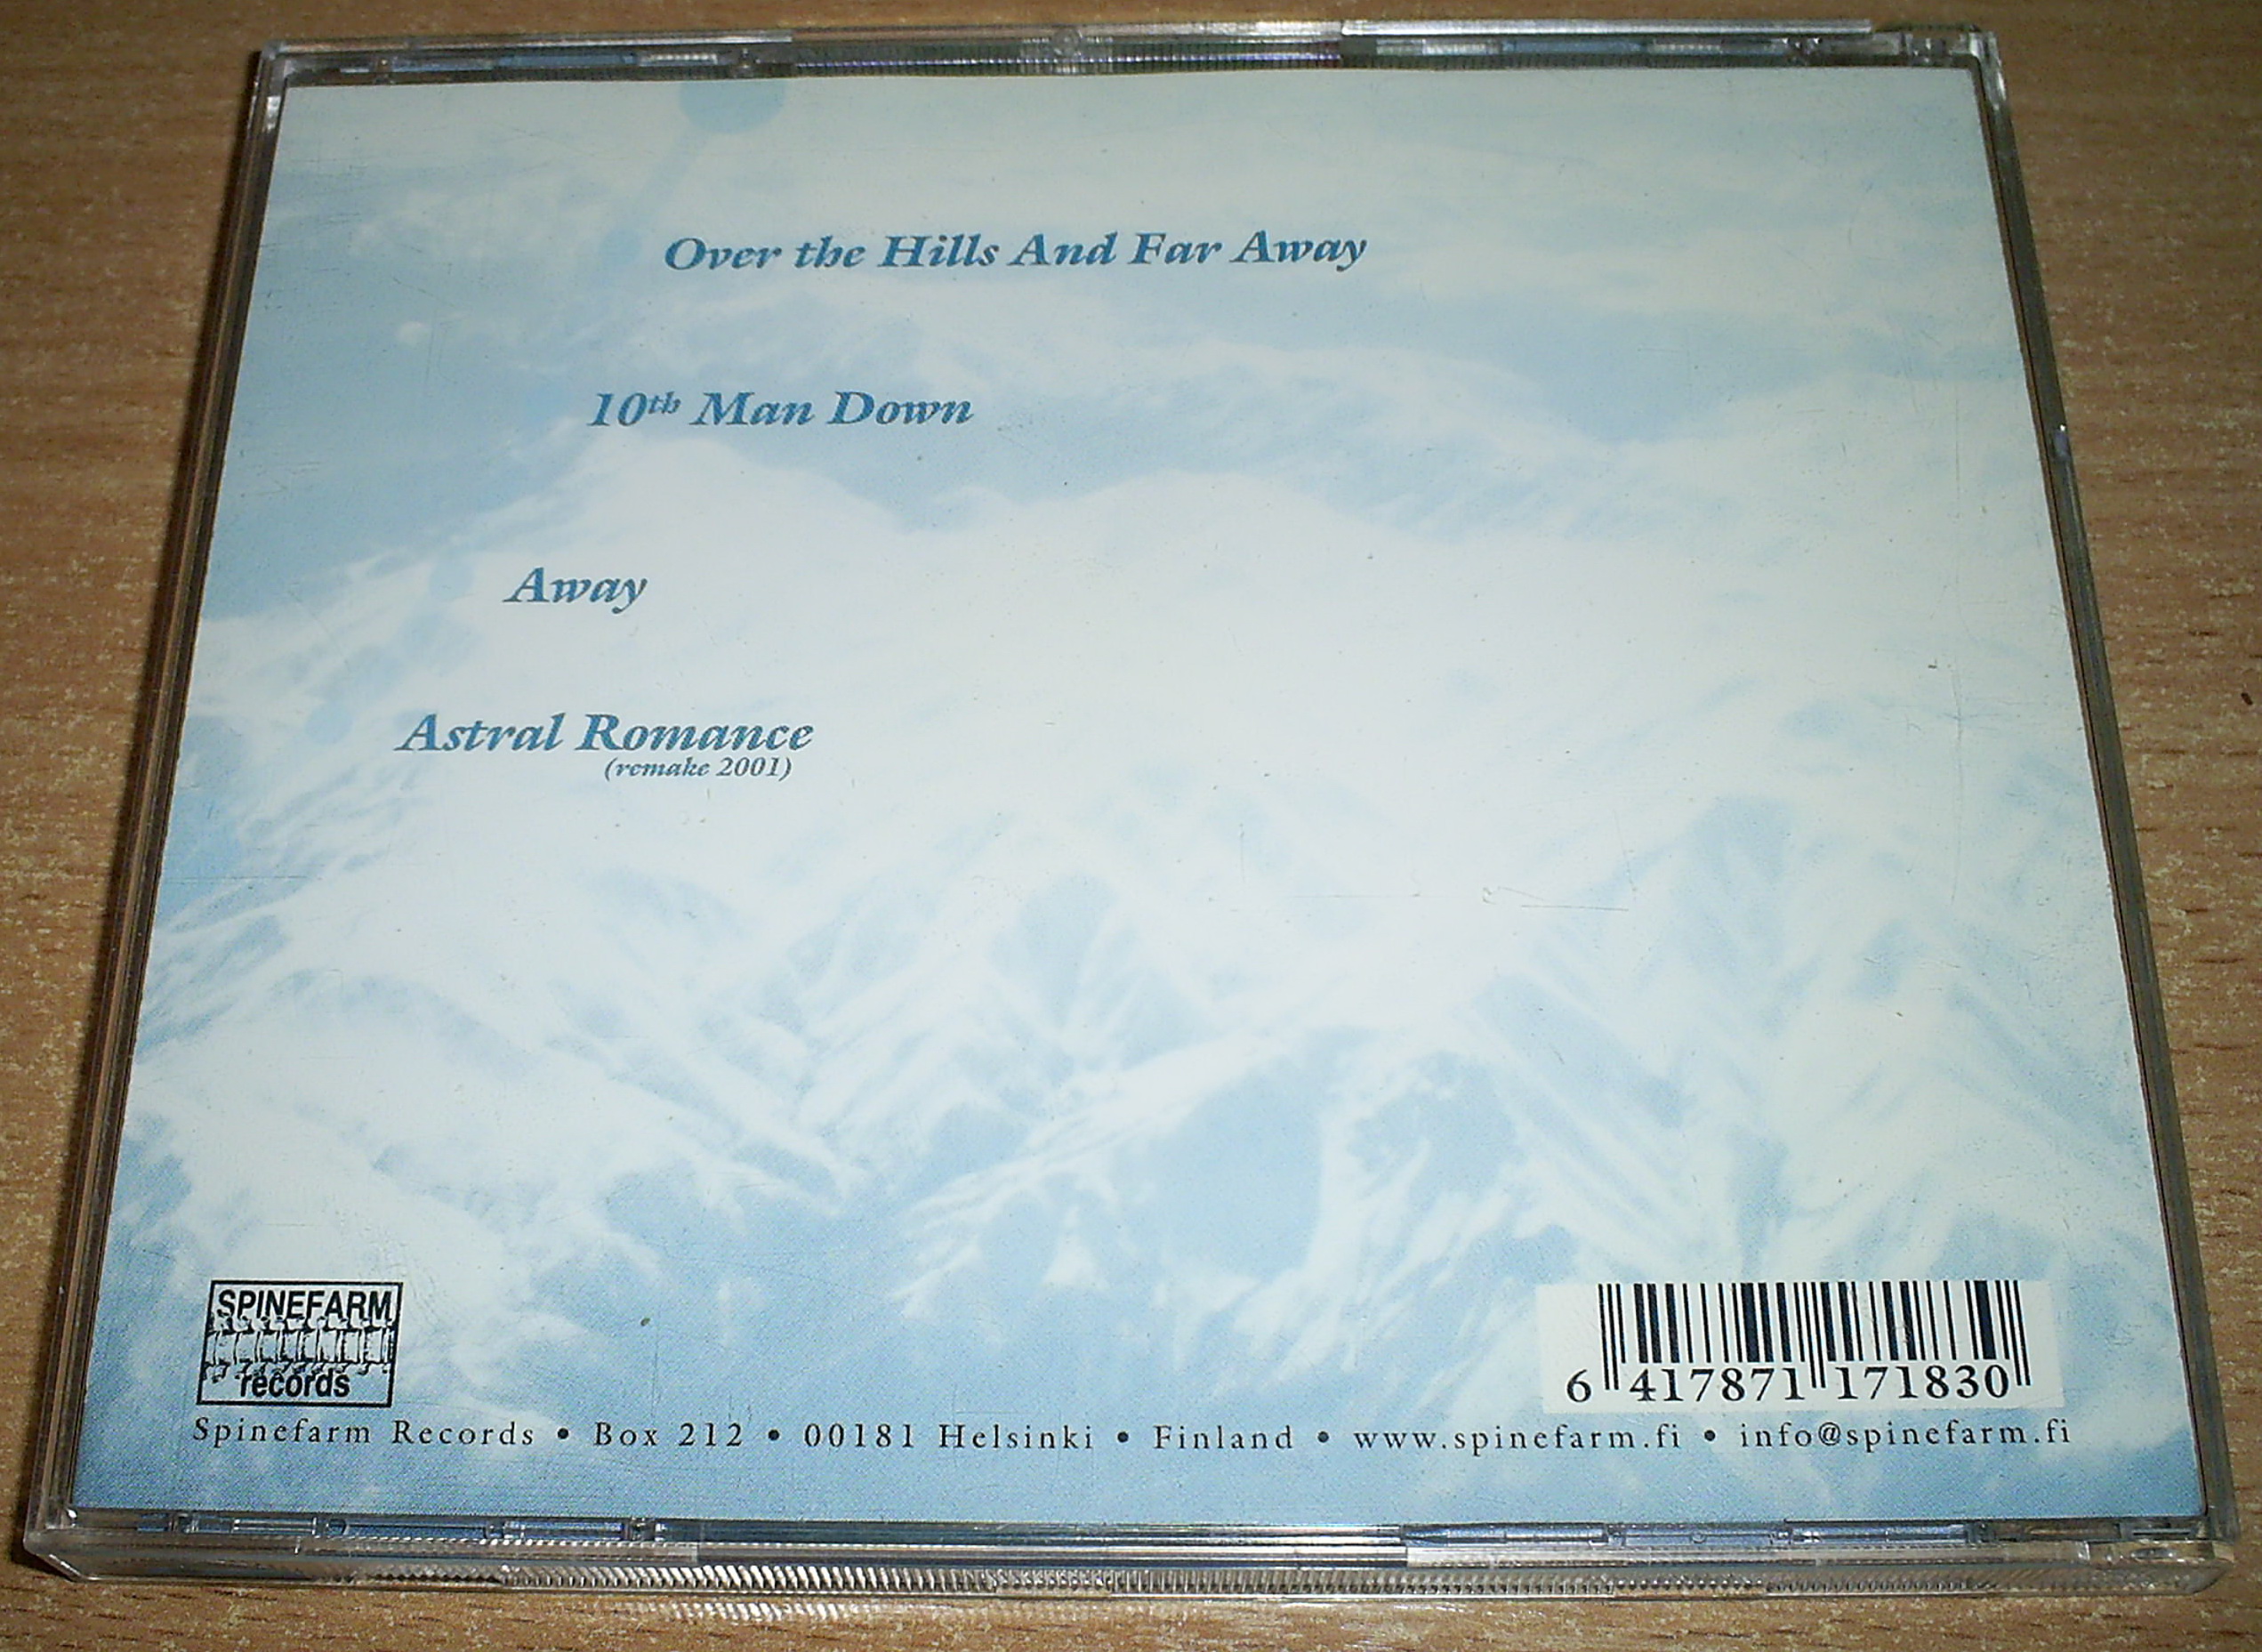 Over the Hills And Far Away
10th Man Down
Away
Astral Romance
(remake 2001)
SPINEFARM
records
6 417871 171830
Spinefarm Records • Box 212 • 00181 Helsinki • Finland • www.spinefarm.fi • info@spinefarm.fi